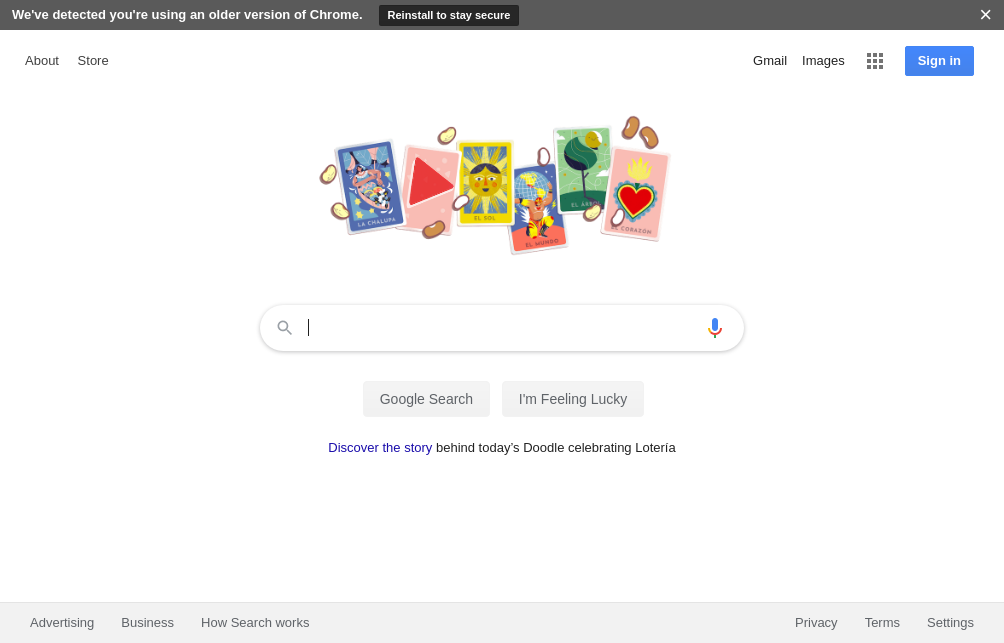 We've detected you're using an older version of Chrome. Reinstall to stay secure
About Store Gmail Images Sign in
LA CHALUPA EL SOL EL MUNDO EL ÁRBOL EL CORAZÓN
Google Search I'm Feeling Lucky
Discover the story behind today's Doodle celebrating Lotería
Advertising Business How Search works Privacy Terms Settings